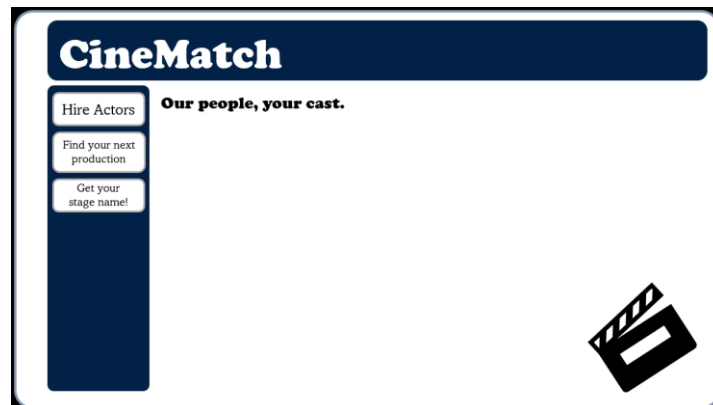 CineMatch
Hire Actors
Find your next
production
Get your
stage name!
Our people, your cast.